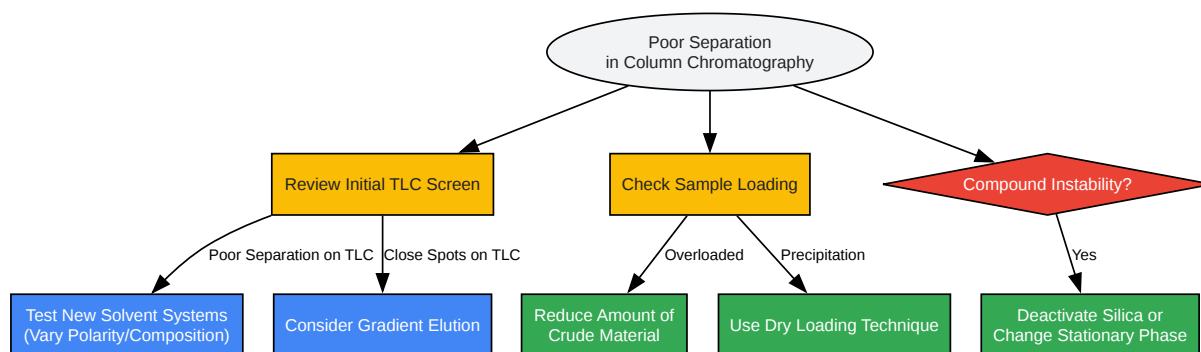 Poor Separation
in Column Chromatography
Review Initial TLC Screen
Check Sample Loading
Compound Instability?
Poor Separation on TLC
Close Spots on TLC
Overloaded
Precipitation
Yes
Test New Solvent Systems
(Vary Polarity/Composition)
Consider Gradient Elution
Reduce Amount of
Crude Material
Use Dry Loading Technique
Deactivate Silica or
Change Stationary Phase